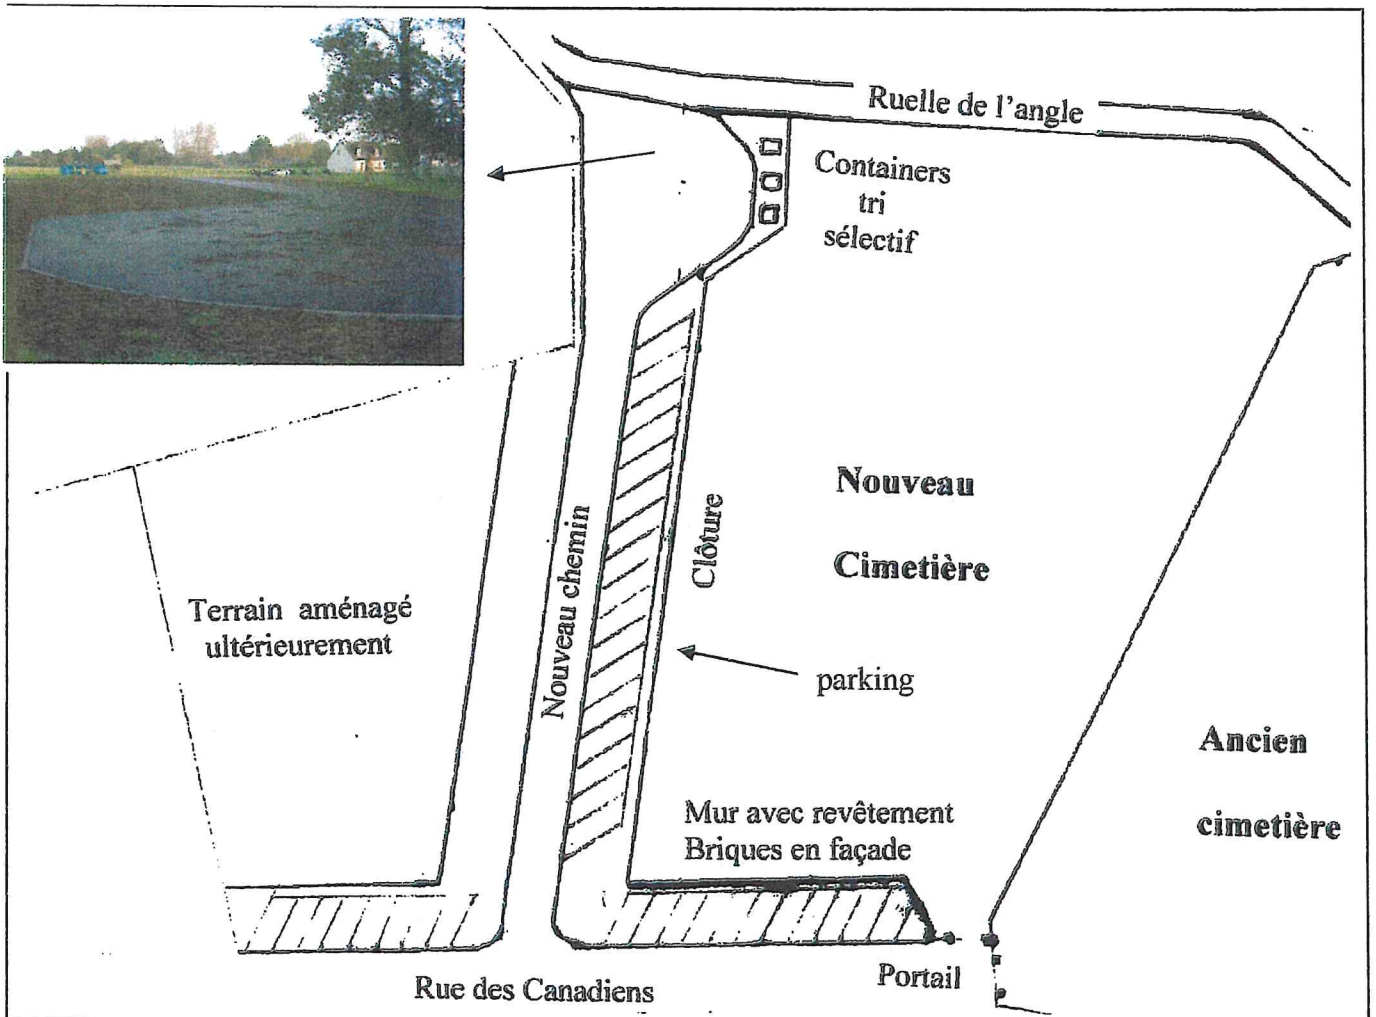 Ruelle de l'angle
Containers
tri
sélectif
Nouveau
Cimetière
Clôture
Nouveau chemin
Terrain aménagé
ultérieurement
parking
Ancien
cimetière
Mur avec revêtement
Briques en façade
Portail
Rue des Canadiens